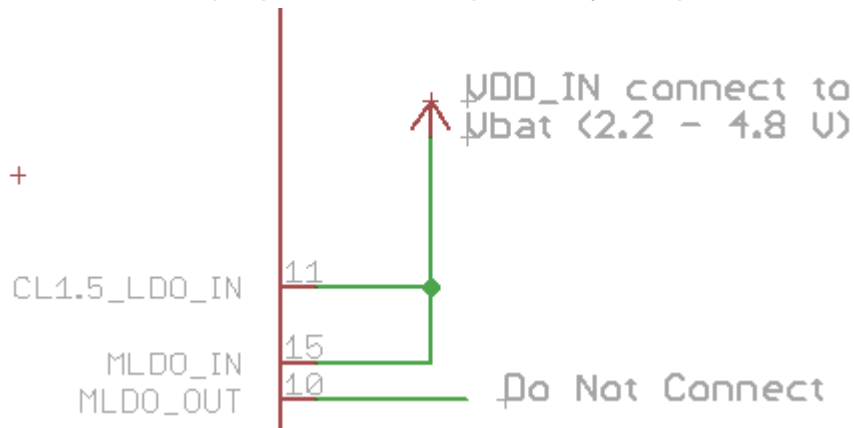 VDD_IN connect to
Vbat (2.2 - 4.8 V)
11
CL1.5_LDO_IN
15
MLDO_IN
10
MLDO_OUT
Do Not Connect